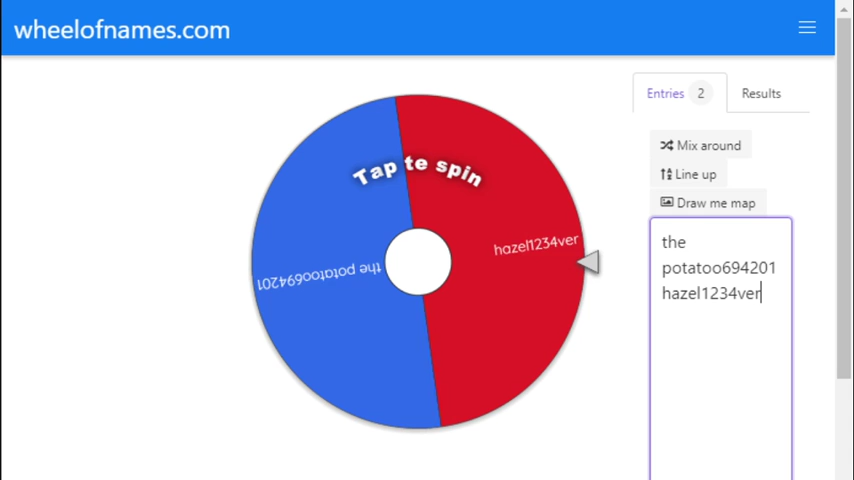 wheelofnames.com
Entries 2
Results
Mix around
Line up
Draw me map
the
potatoo694201
hazel1234ver
Tap te spin
hazel1234ver
the potatoo694201